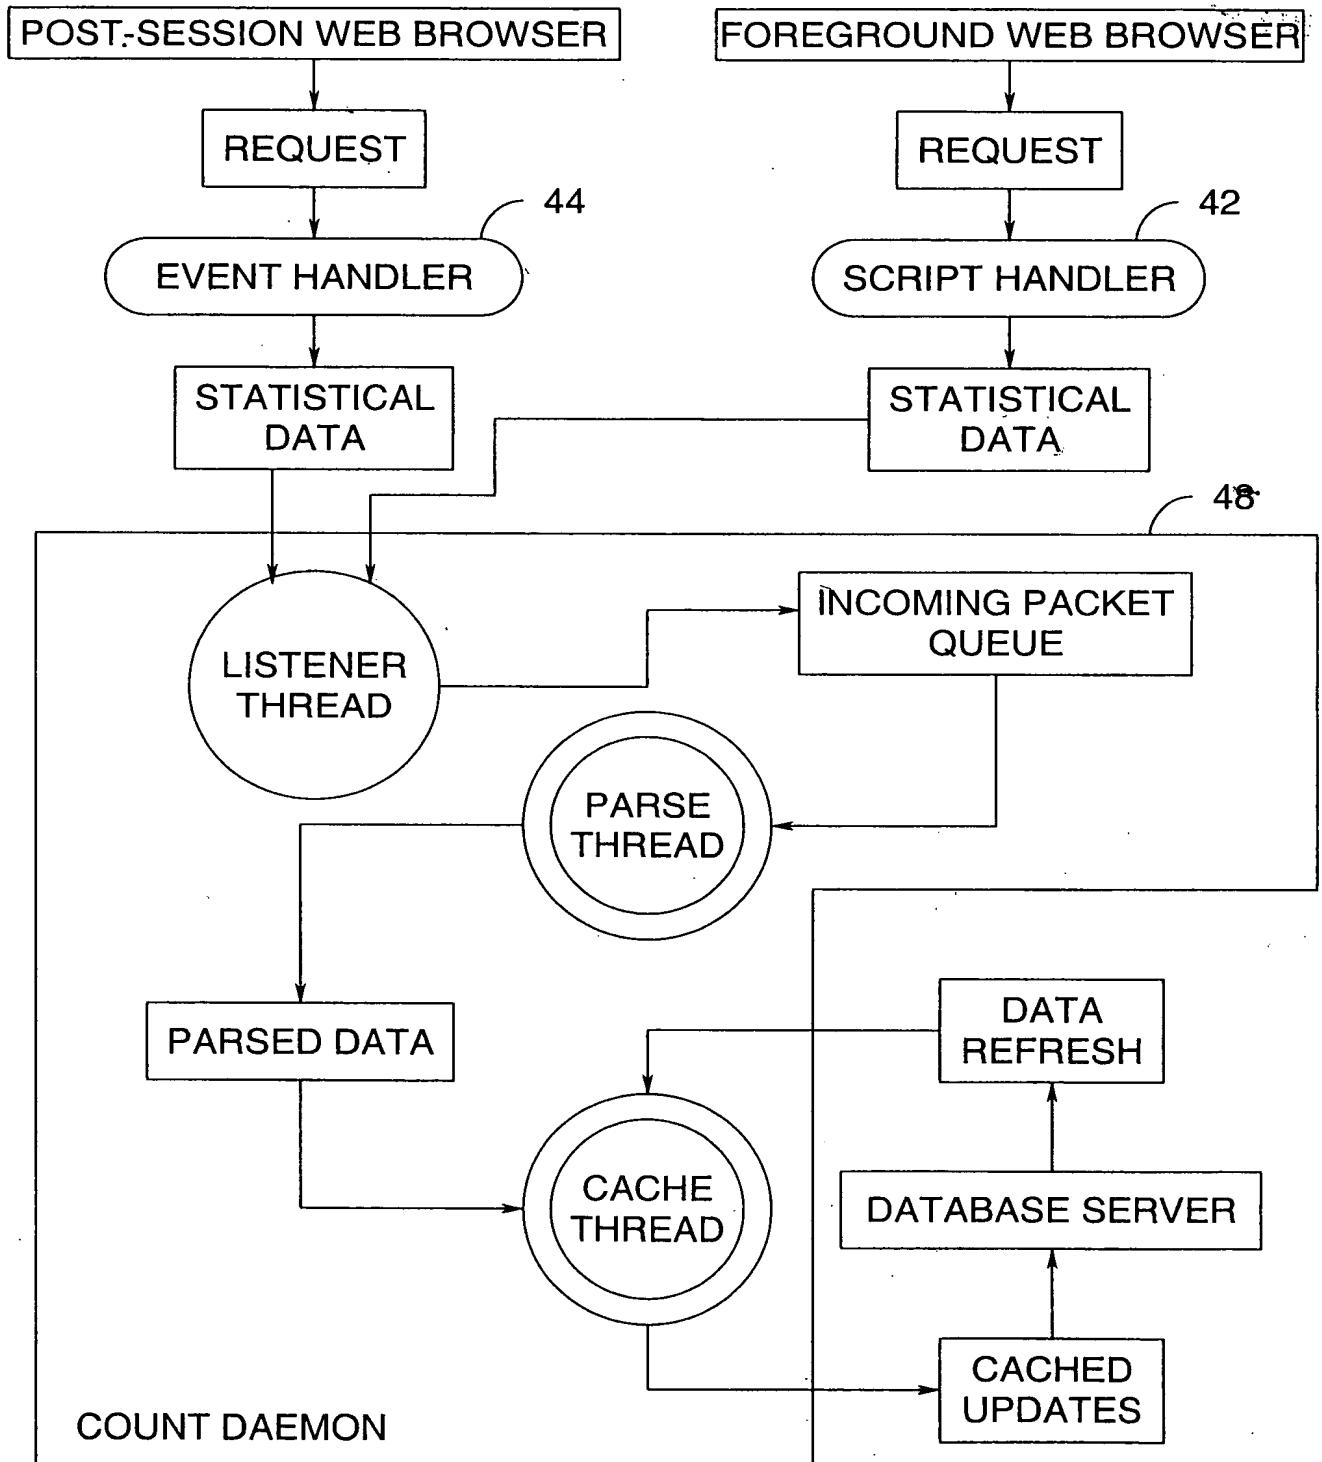 POST-SESSION WEB BROWSER
FOREGROUND WEB BROWSER
REQUEST
REQUEST
44
42
EVENT HANDLER
SCRIPT HANDLER
STATISTICAL
DATA
STATISTICAL
DATA
48
INCOMING PACKET
QUEUE
LISTENER
THREAD
PARSE
THREAD
PARSED DATA
DATA
REFRESH
CACHE
THREAD
DATABASE SERVER
CACHED
UPDATES
COUNT DAEMON